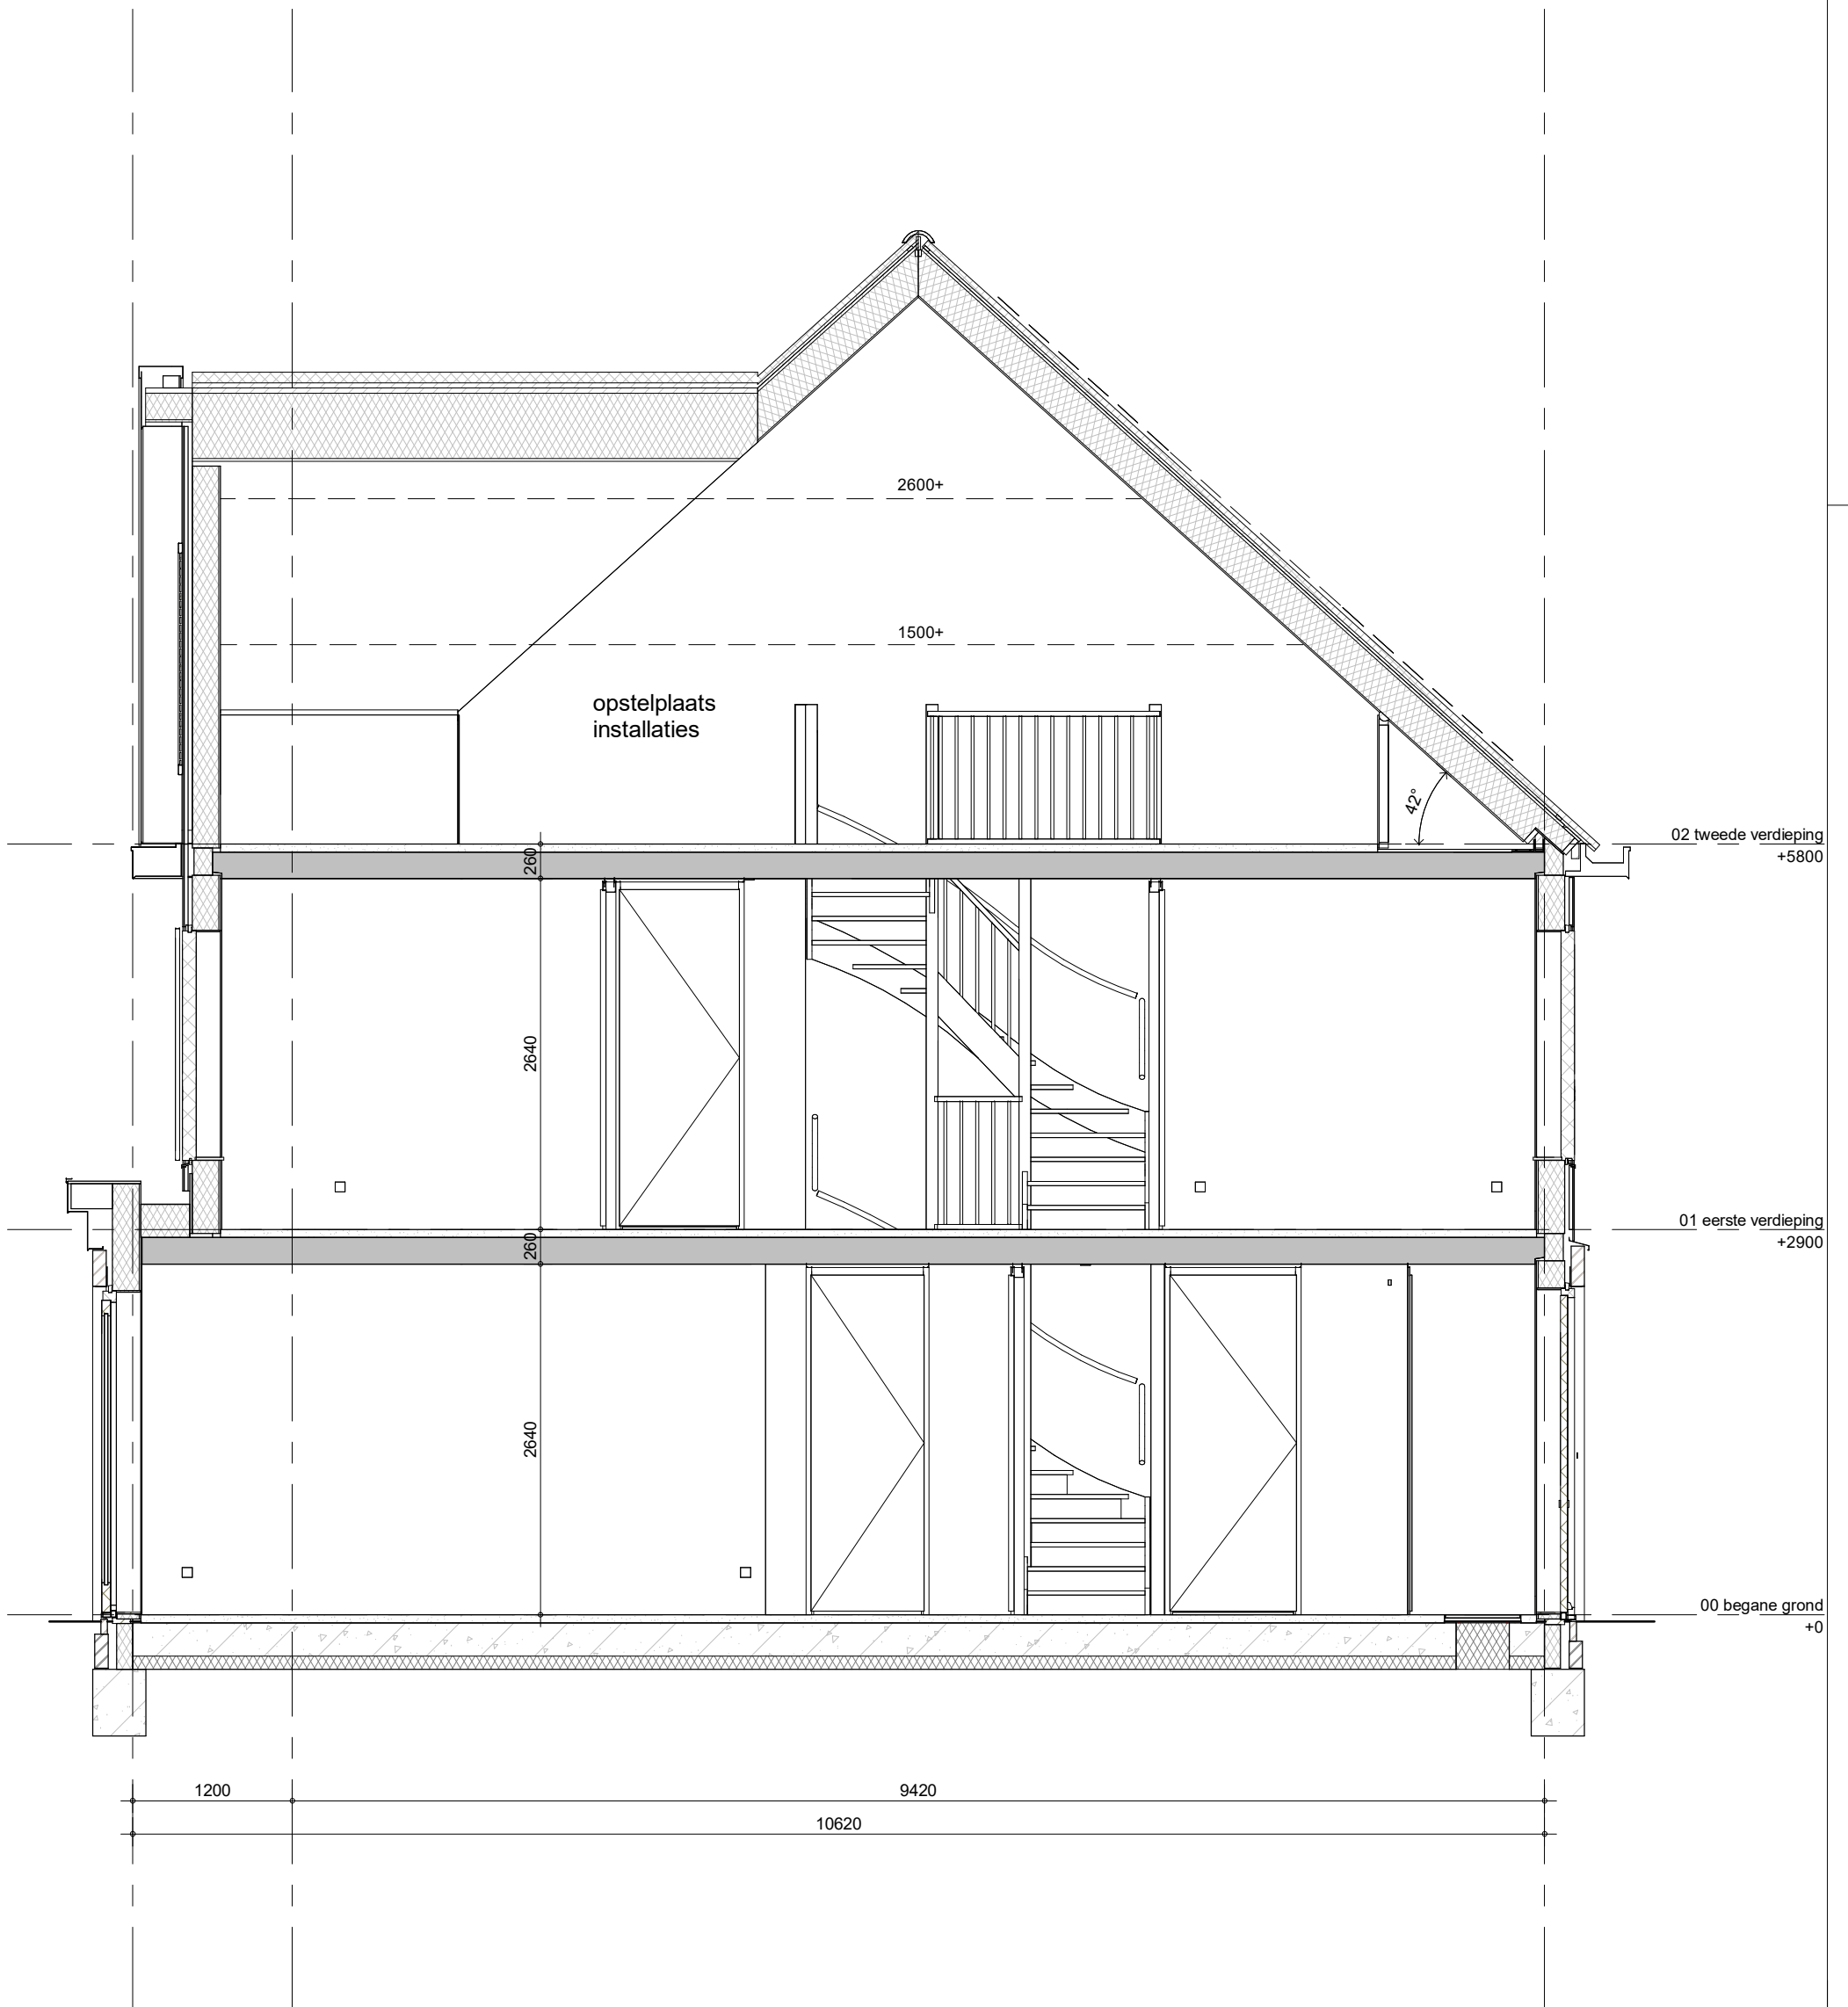 2600+
1500+
opstelplaats
installaties
42°
02 tweede verdieping
+5800
260
2640
01 eerste verdieping
+2900
260
2640
00 begane grond
+0
1200
9420
10620